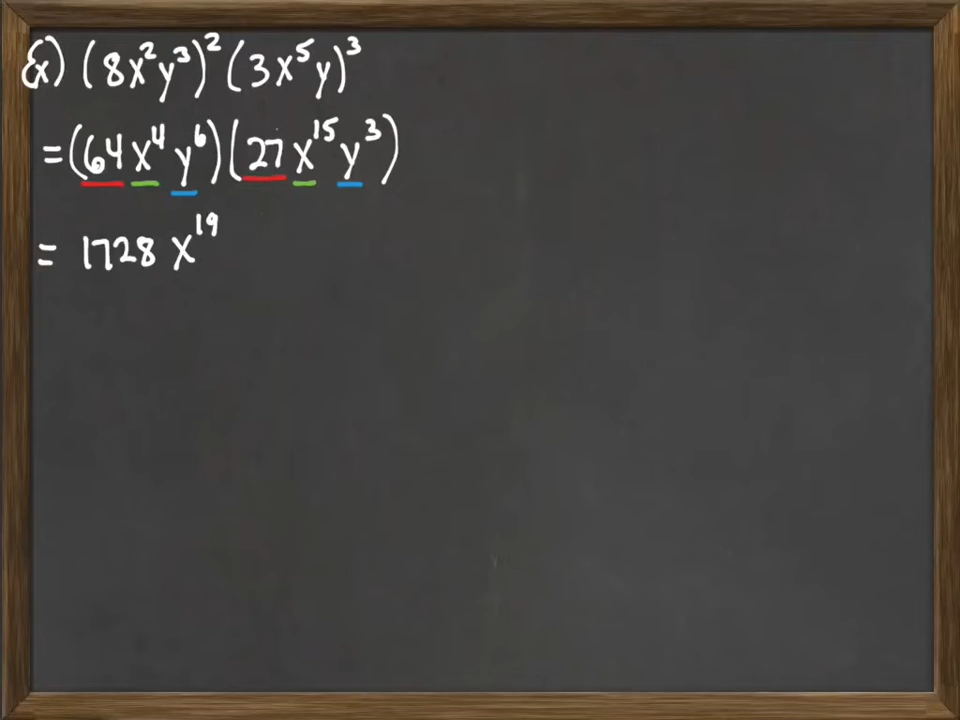 Ex) (8x²y³)²(3x⁵y)³
=(64x⁴y⁶)(27x¹⁵y³)
= 1728 x¹⁹